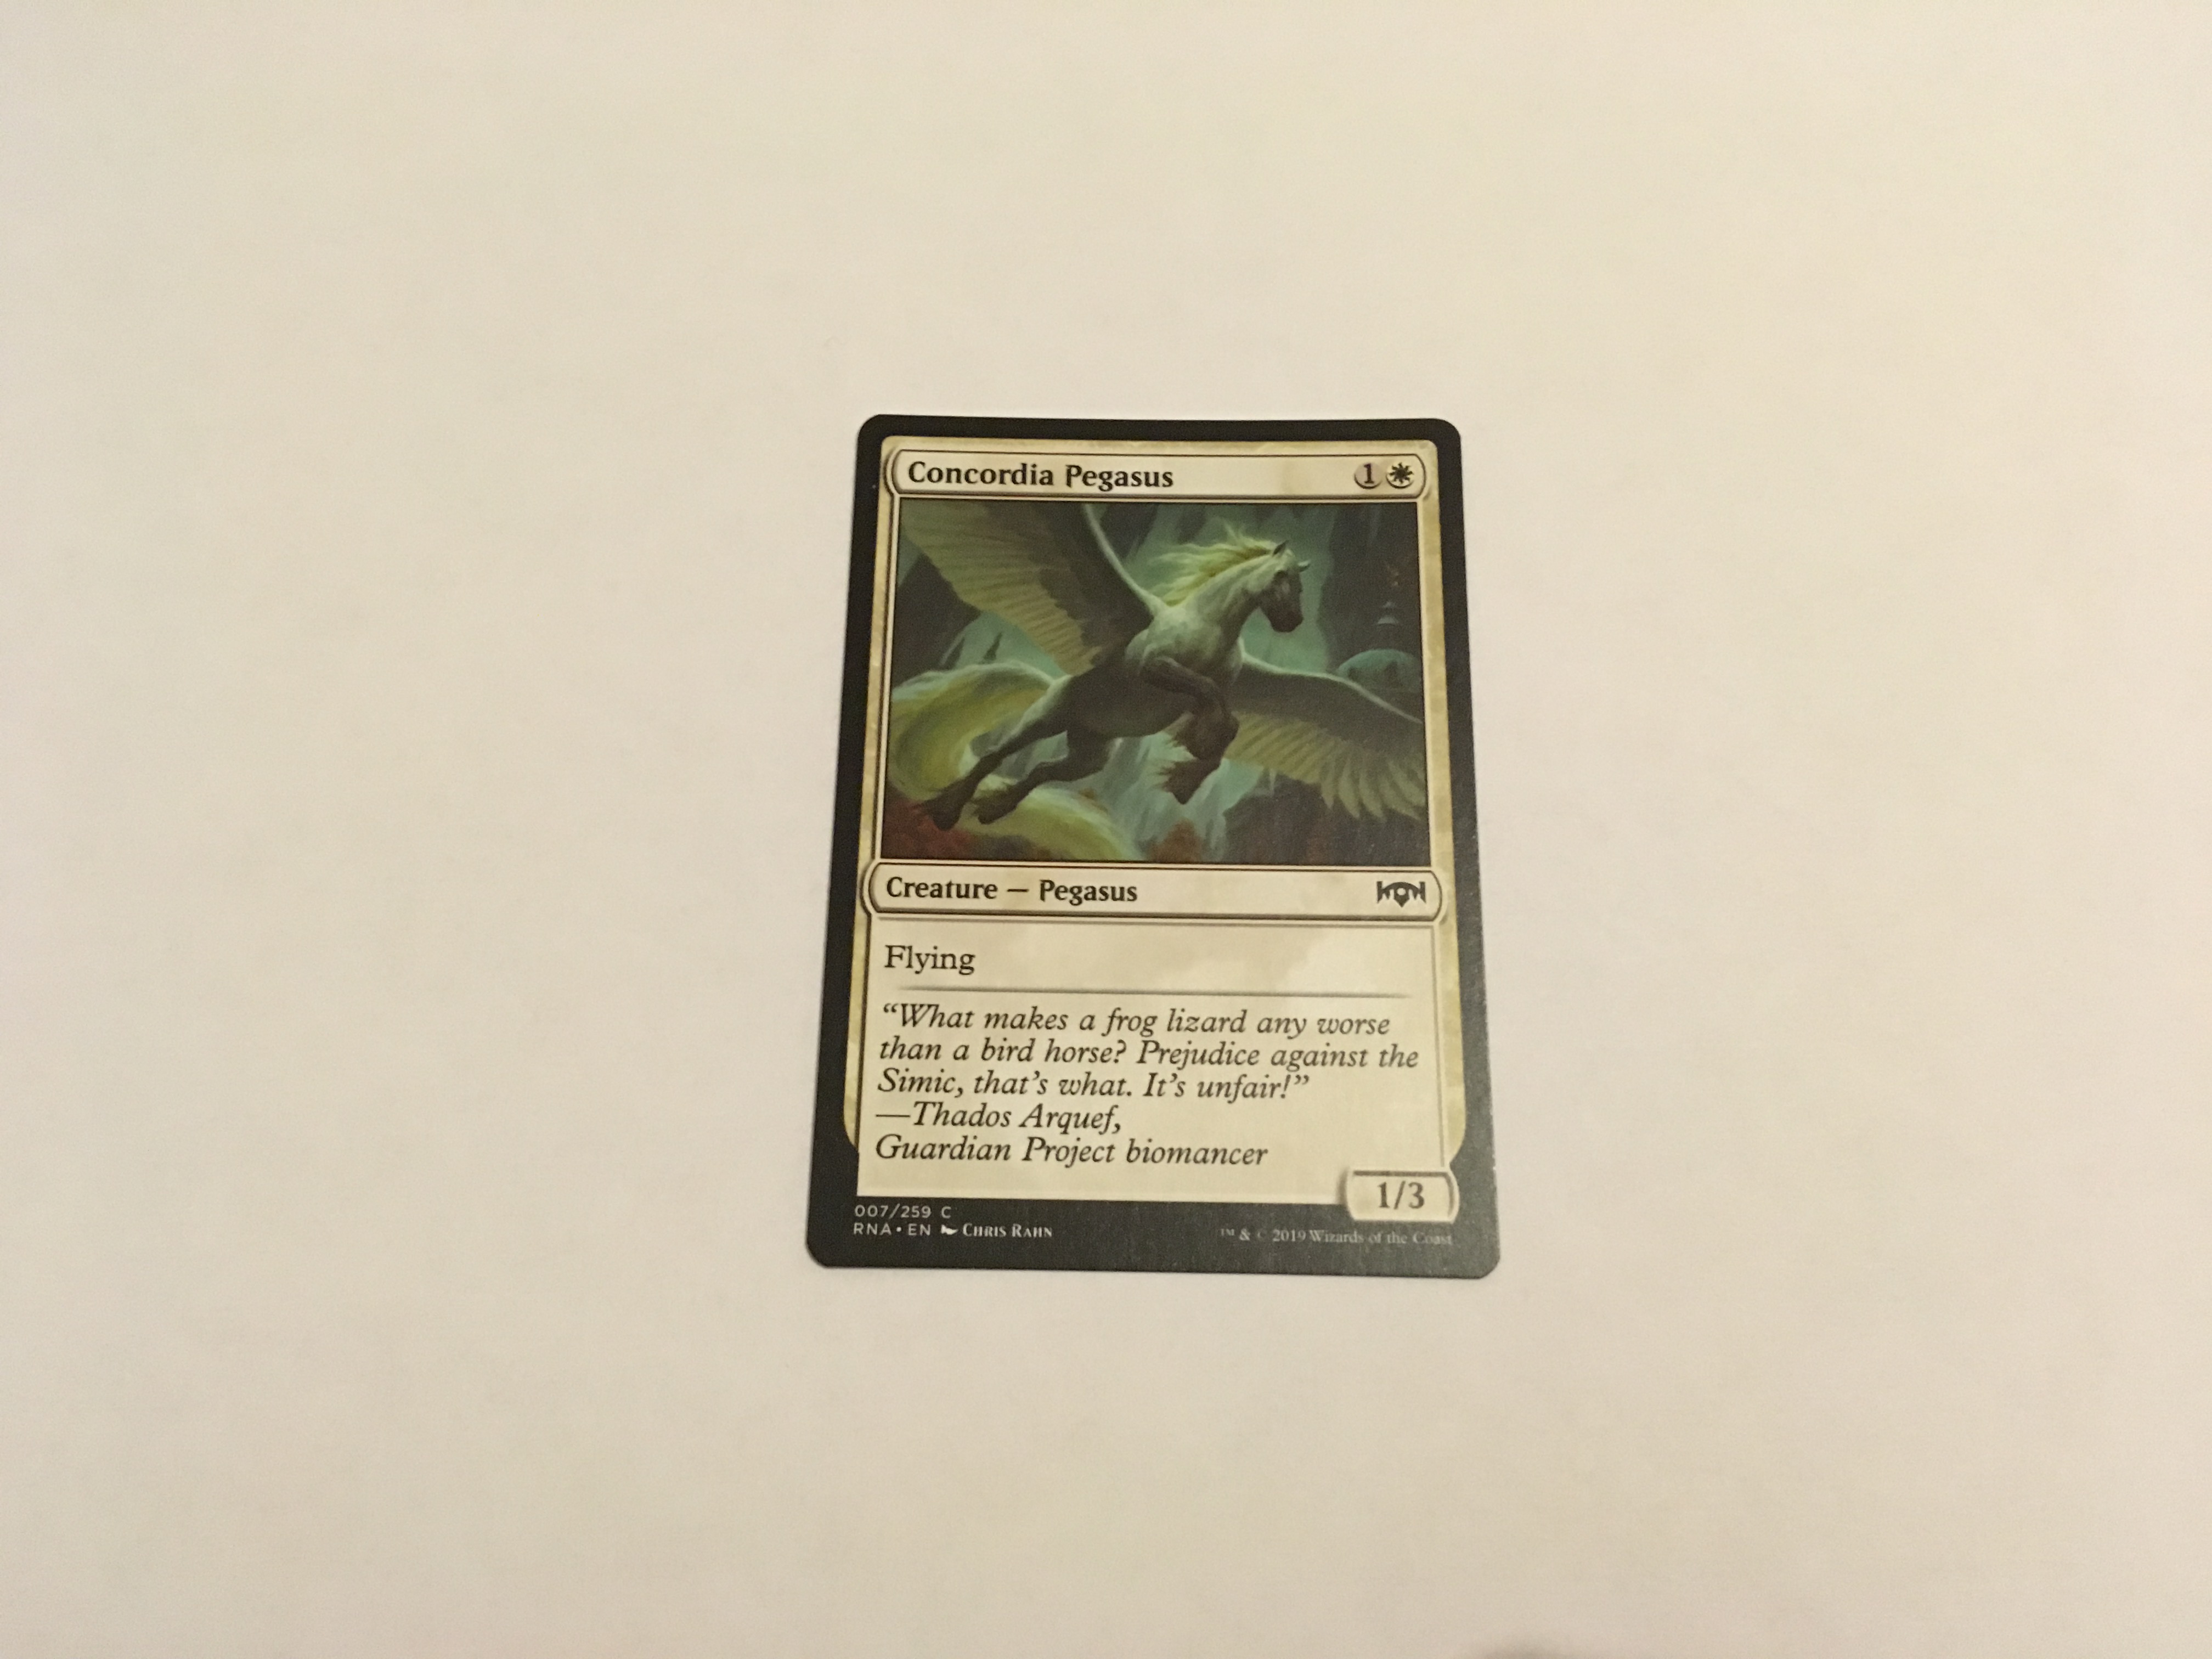 Concordia Pegasus 1
Creature — Pegasus
Flying
“What makes a frog lizard any worse
than a bird horse? Prejudice against the
Simic, that’s what. It’s unfair!”
—Thados Arquef,
Guardian Project biomancer
1/3
007/259 C
RNA • EN Chris Rahn
™ & © 2019 Wizards of the Coast